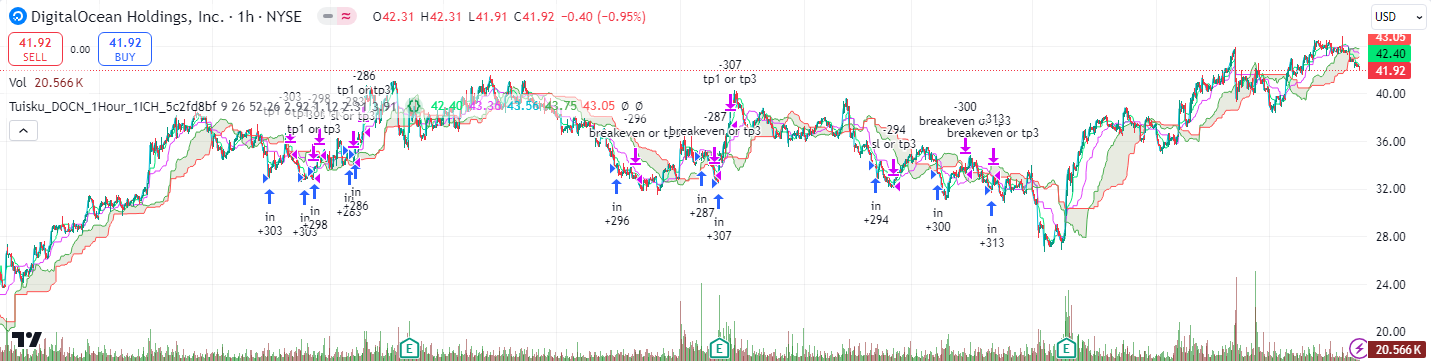 DigitalOcean Holdings, Inc. · 1h · NYSE
O42.31 H42.31 L41.91 C41.92 −0.40 (−0.95%)
USD
41.92
SELL
0.00
41.92
BUY
Vol 20.566 K
Tuisku_DOCN_1Hour_1ICH_5c2fd8bf 9 26 52 26 2.92 1.12 2.31 3.91
42.40 43.36 43.56 43.75 43.05 Ø Ø
-303
-298
-286
tp1 or tp3
sl or tp3
tp1 or tp3
in
+303
in
+303
in
+298
in
+286
-296
breakeven or
in
+296
-287
breakeven or tp3
in
+287
-307
tp1 or tp3
in
+307
-294
sl or tp3
in
+294
-300
breakeven or
in
+300
-313
breakeven or tp3
in
+313
43.05
42.40
41.92
40.00
36.00
32.00
28.00
24.00
20.00
20.566 K
E
E
E